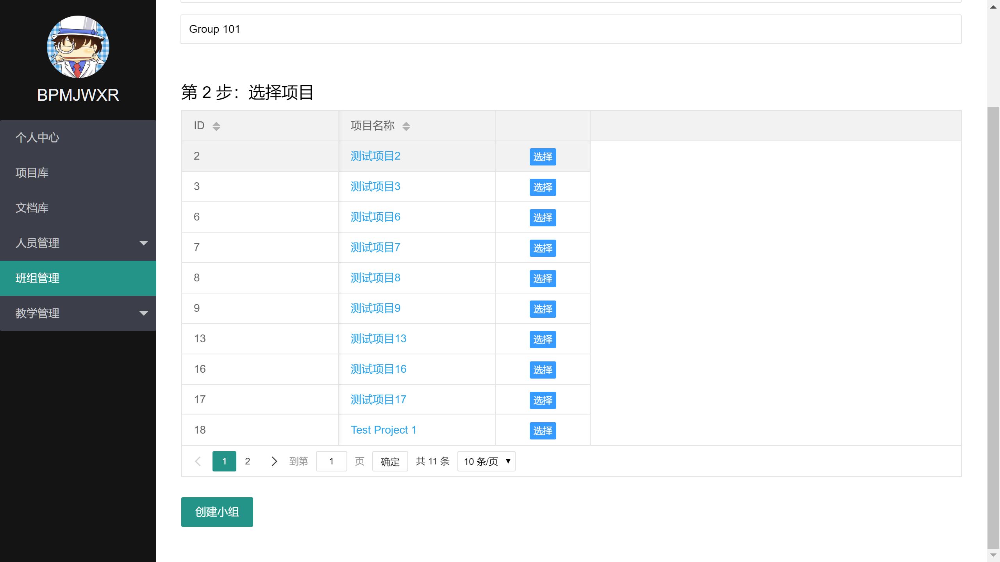 BPMJWXR
个人中心
项目库
文档库
人员管理
班组管理
教学管理
Group 101
第 2 步：选择项目
ID 项目名称
2 测试项目2 选择
3 测试项目3 选择
6 测试项目6 选择
7 测试项目7 选择
8 测试项目8 选择
9 测试项目9 选择
13 测试项目13 选择
16 测试项目16 选择
17 测试项目17 选择
18 Test Project 1 选择
1 2 到第 1 页 确定 共 11 条 10 条/页
创建小组